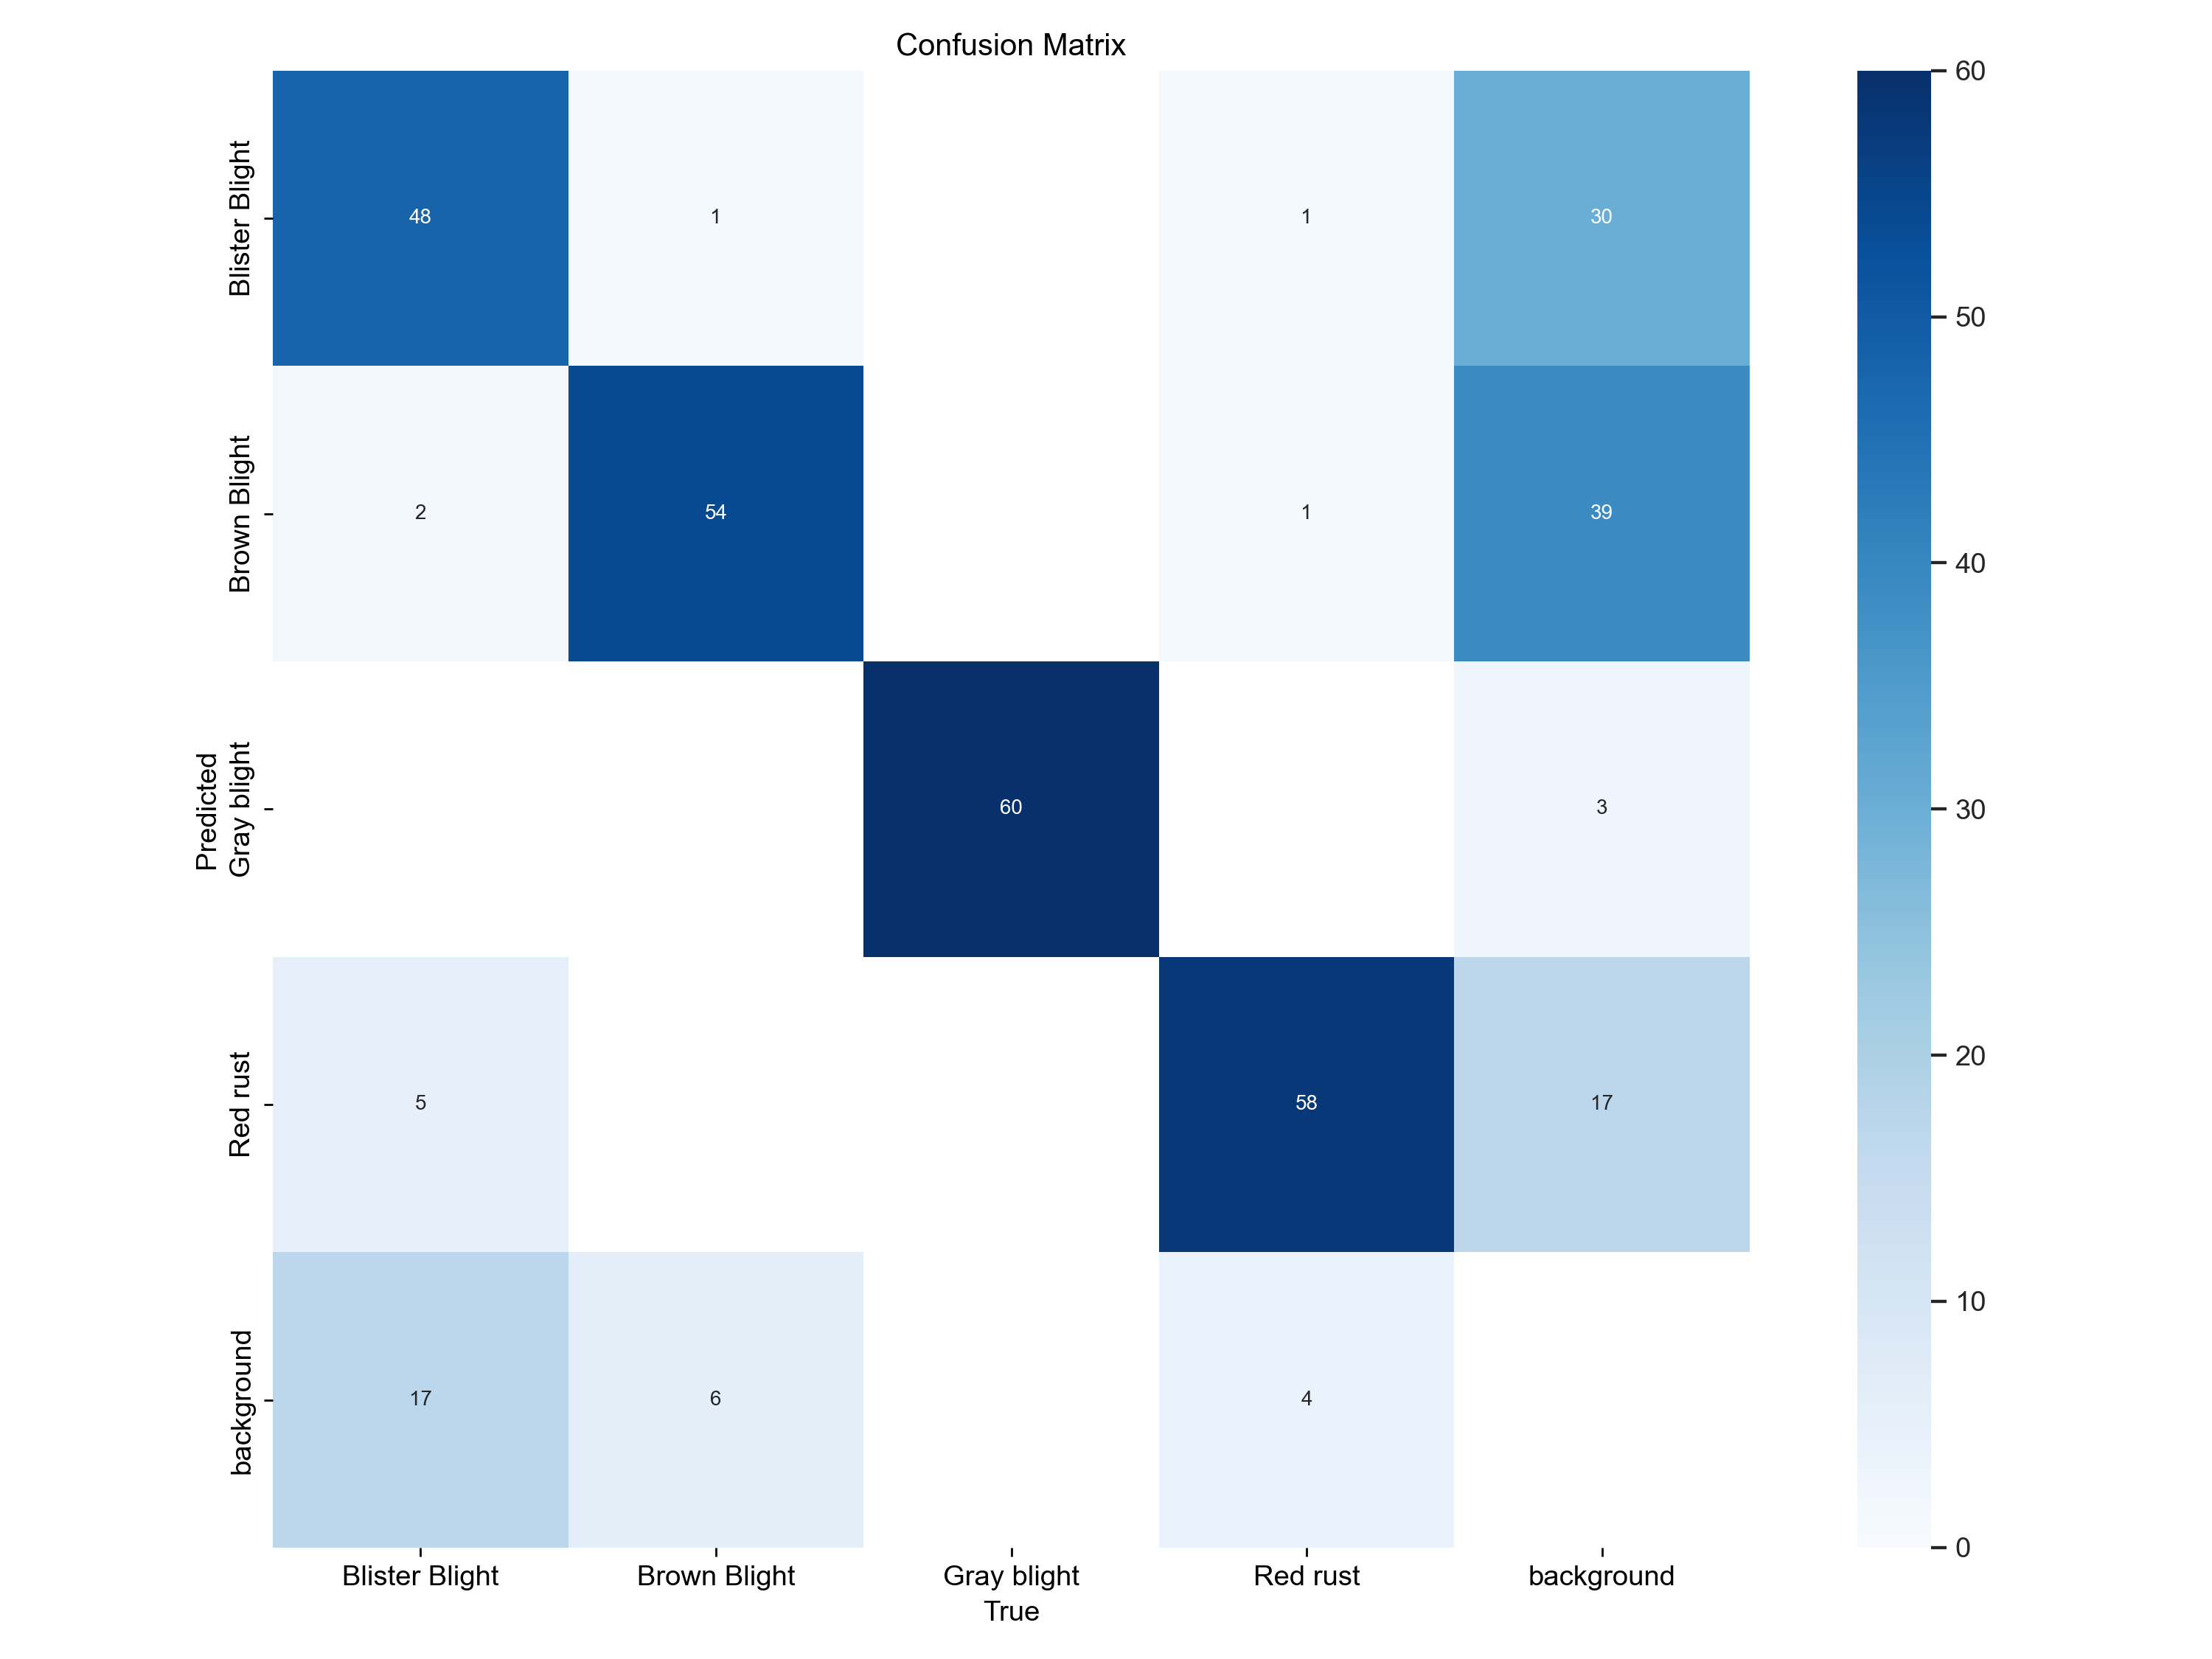 Confusion Matrix
Blister Blight
48
1
1
30
Brown Blight
2
54
1
39
Predicted
Gray blight
60
3
Red rust
5
58
17
background
17
6
4
Blister Blight
Brown Blight
Gray blight
Red rust
background
True
60
50
40
30
20
10
0